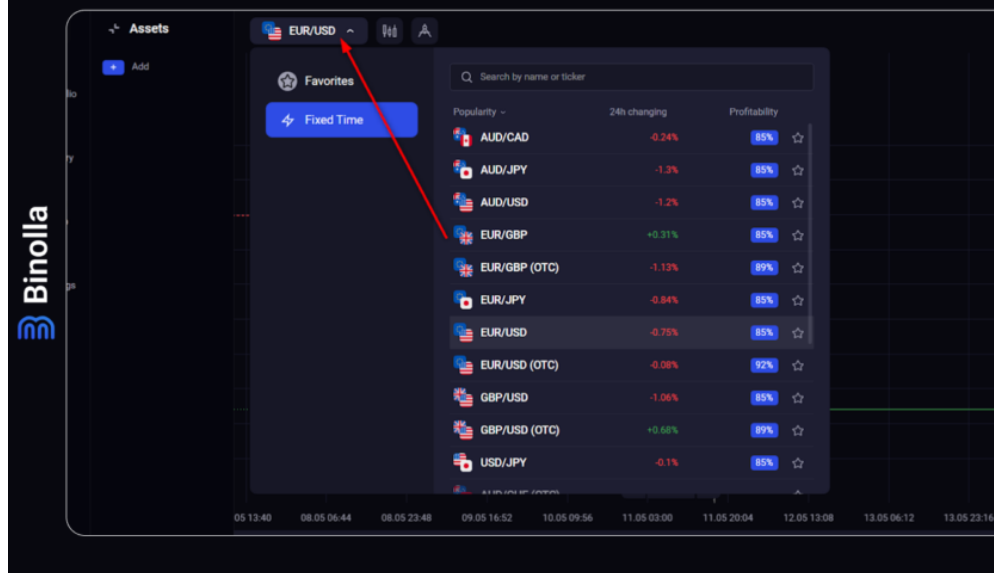 Assets
EUR/USD
Add
Favorites
Fixed Time
Search by name or ticker
Popularity 24h changing Profitability
AUD/CAD -0.24% 85%
AUD/JPY -1.3% 85%
AUD/USD -1.2% 85%
EUR/GBP +0.31% 85%
EUR/GBP (OTC) -1.13% 89%
EUR/JPY -0.84% 85%
EUR/USD -0.75% 85%
EUR/USD (OTC) -0.08% 92%
GBP/USD -1.06% 85%
GBP/USD (OTC) +0.68% 89%
USD/JPY -0.1% 85%
05 13:40 08.05 06:44 08.05 23:48 09.05 16:52 10.05 09:56 11.05 03:00 11.05 20:04 12.05 13:08 13.05 06:12 13.05 23:16
Binolla